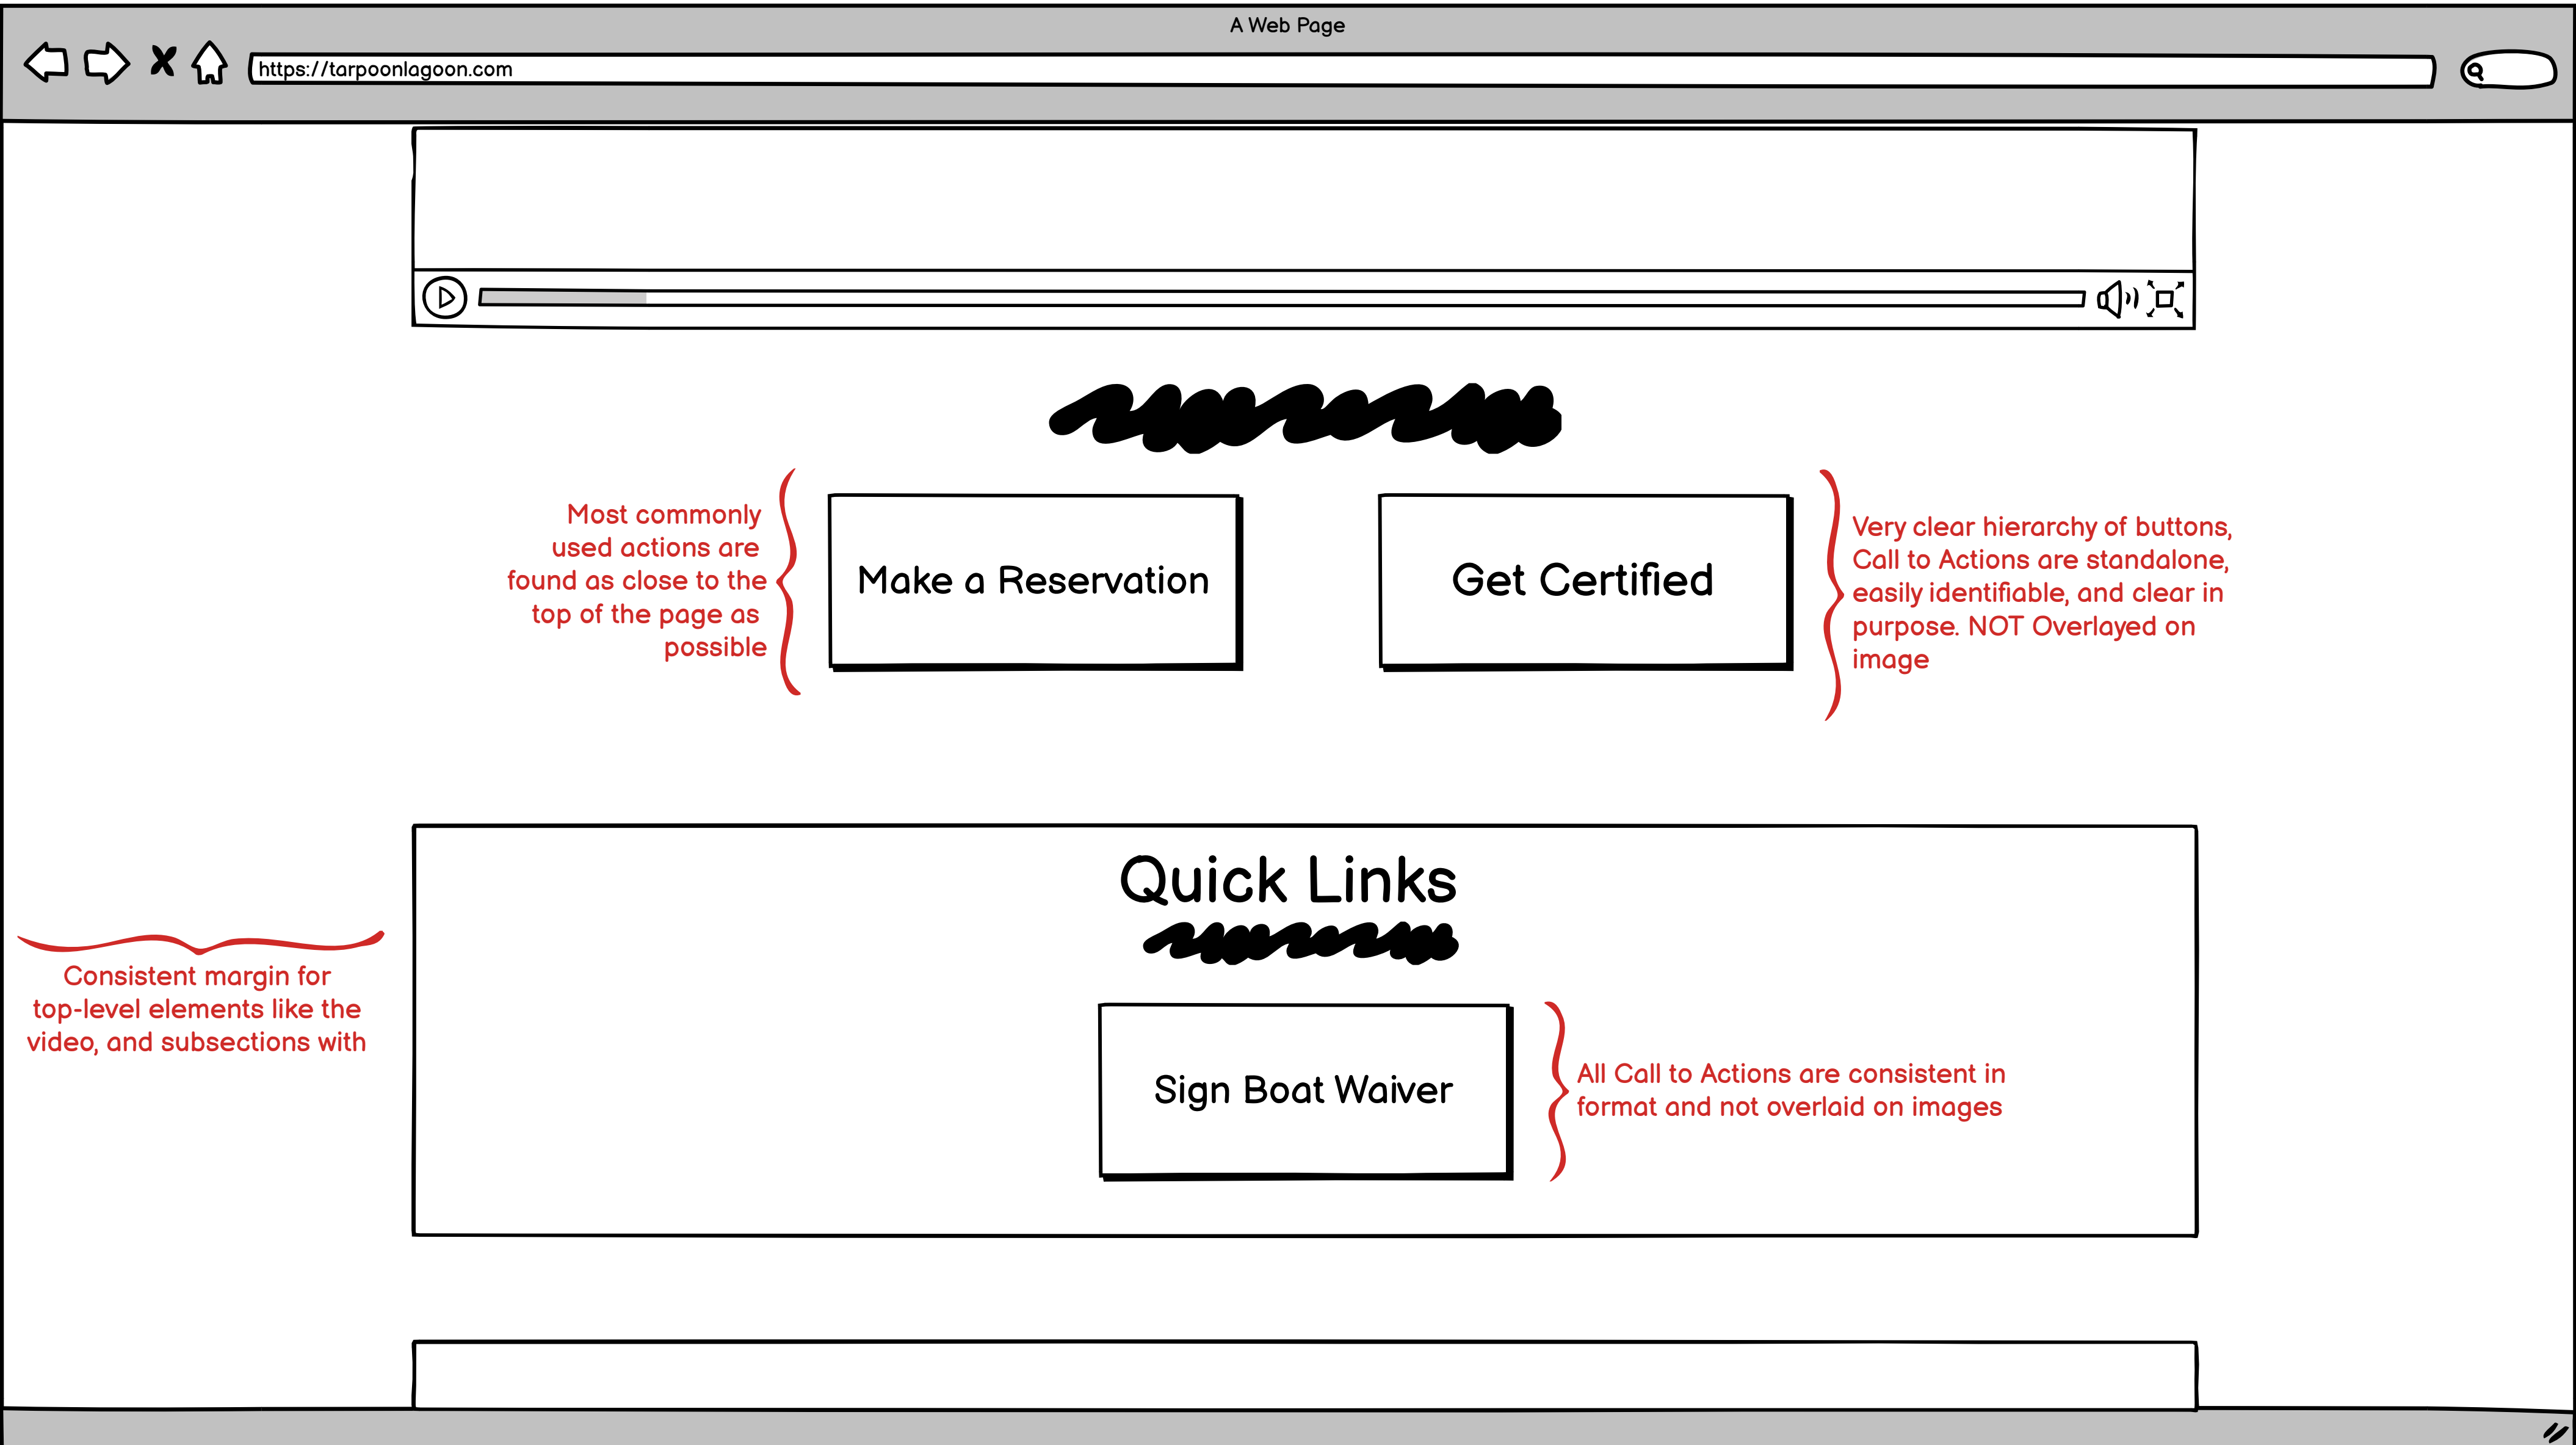 A Web Page
https://tarpoonlagoon.com
Most commonly
used actions are
found as close to the
top of the page as
possible
Make a Reservation
Get Certified
Very clear hierarchy of buttons,
Call to Actions are standalone,
easily identifiable, and clear in
purpose. NOT Overlayed on
image
Quick Links
Consistent margin for
top-level elements like the
video, and subsections with
Sign Boat Waiver
All Call to Actions are consistent in
format and not overlaid on images